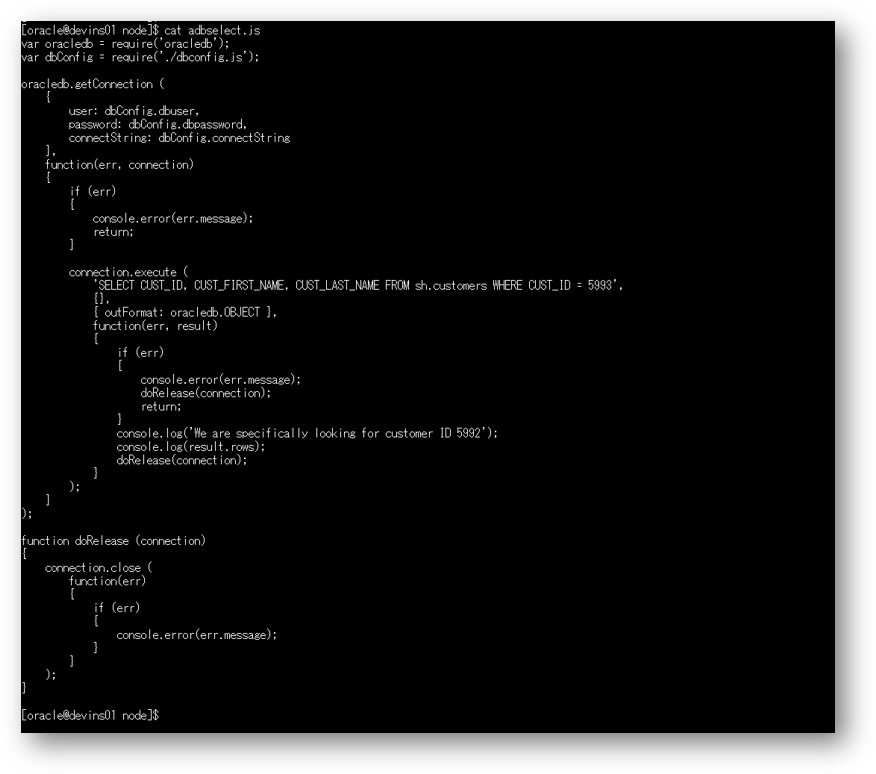 [oracle@devins01 node]$ cat adbselect.js
var oracledb = require('oracledb');
var dbConfig = require('./dbconfig.js');
oracledb.getConnection (
{
user: dbConfig.dbuser,
password: dbConfig.dbpassword,
connectString: dbConfig.connectString
},
function(err, connection)
{
if (err)
{
console.error(err.message);
return;
}
connection.execute (
'SELECT CUST_ID, CUST_FIRST_NAME, CUST_LAST_NAME FROM sh.customers WHERE CUST_ID = 5993',
{},
{ outFormat: oracledb.OBJECT },
function(err, result)
{
if (err)
{
console.error(err.message);
doRelease(connection);
return;
}
console.log('We are specifically looking for customer ID 5992');
console.log(result.rows);
doRelease(connection);
}
);
}
);
function doRelease (connection)
{
connection.close (
function(err)
{
if (err)
{
console.error(err.message);
}
}
);
}
[oracle@devins01 node]$